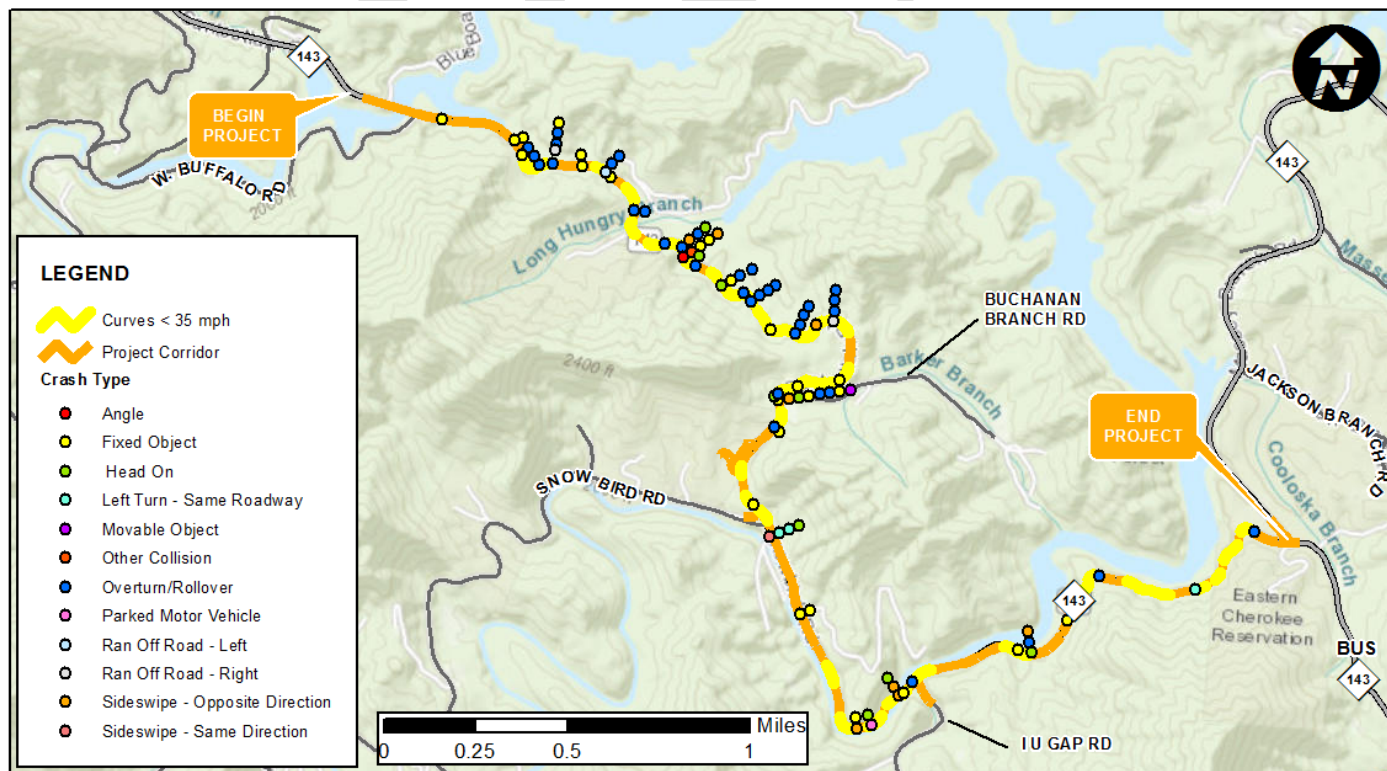 143
BEGIN
PROJECT
W. BUFFALO RD
2000 ft
Long Hungry Branch
BUCHANAN
BRANCH RD
2400 ft
Barker Branch
143
JACKSON BRANCH RD
END
PROJECT
Cooloska Branch
SNOW BIRD RD
143
Eastern
Cherokee
Reservation
BUS
143
I U GAP RD
N
LEGEND
Curves < 35 mph
Project Corridor
Crash Type
Angle
Fixed Object
Head On
Left Turn - Same Roadway
Movable Object
Other Collision
Overturn/Rollover
Parked Motor Vehicle
Ran Off Road - Left
Ran Off Road - Right
Sideswipe - Opposite Direction
Sideswipe - Same Direction
Miles
0 0.25 0.5 1